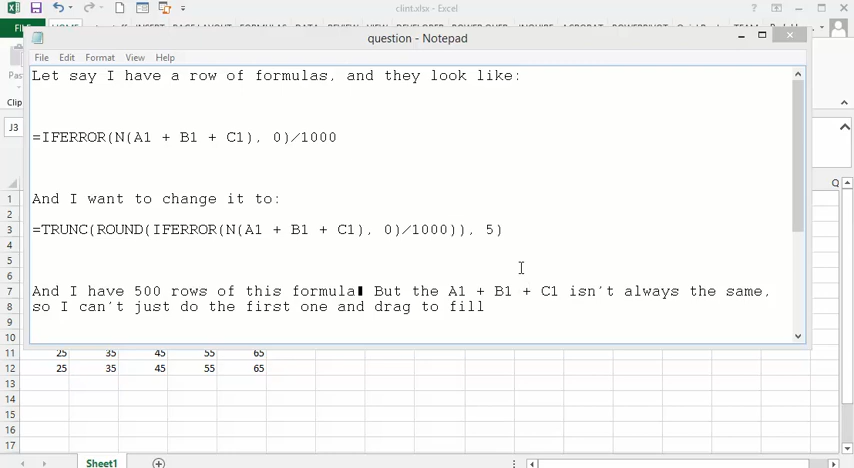 clint.xlsx - Excel
question - Notepad
File Edit Format View Help
Let say I have a row of formulas, and they look like:
=IFERROR(N(A1 + B1 + C1), 0)/1000
And I want to change it to:
=TRUNC(ROUND(IFERROR(N(A1 + B1 + C1), 0)/1000)), 5)
And I have 500 rows of this formula. But the A1 + B1 + C1 isn't always the same,
so I can't just do the first one and drag to fill
J3
Q
1
2
3
4
5
6
7
8
9
10
11 25 35 45 55 65
12 25 35 45 55 65
13
14
15
16
17
Sheet1